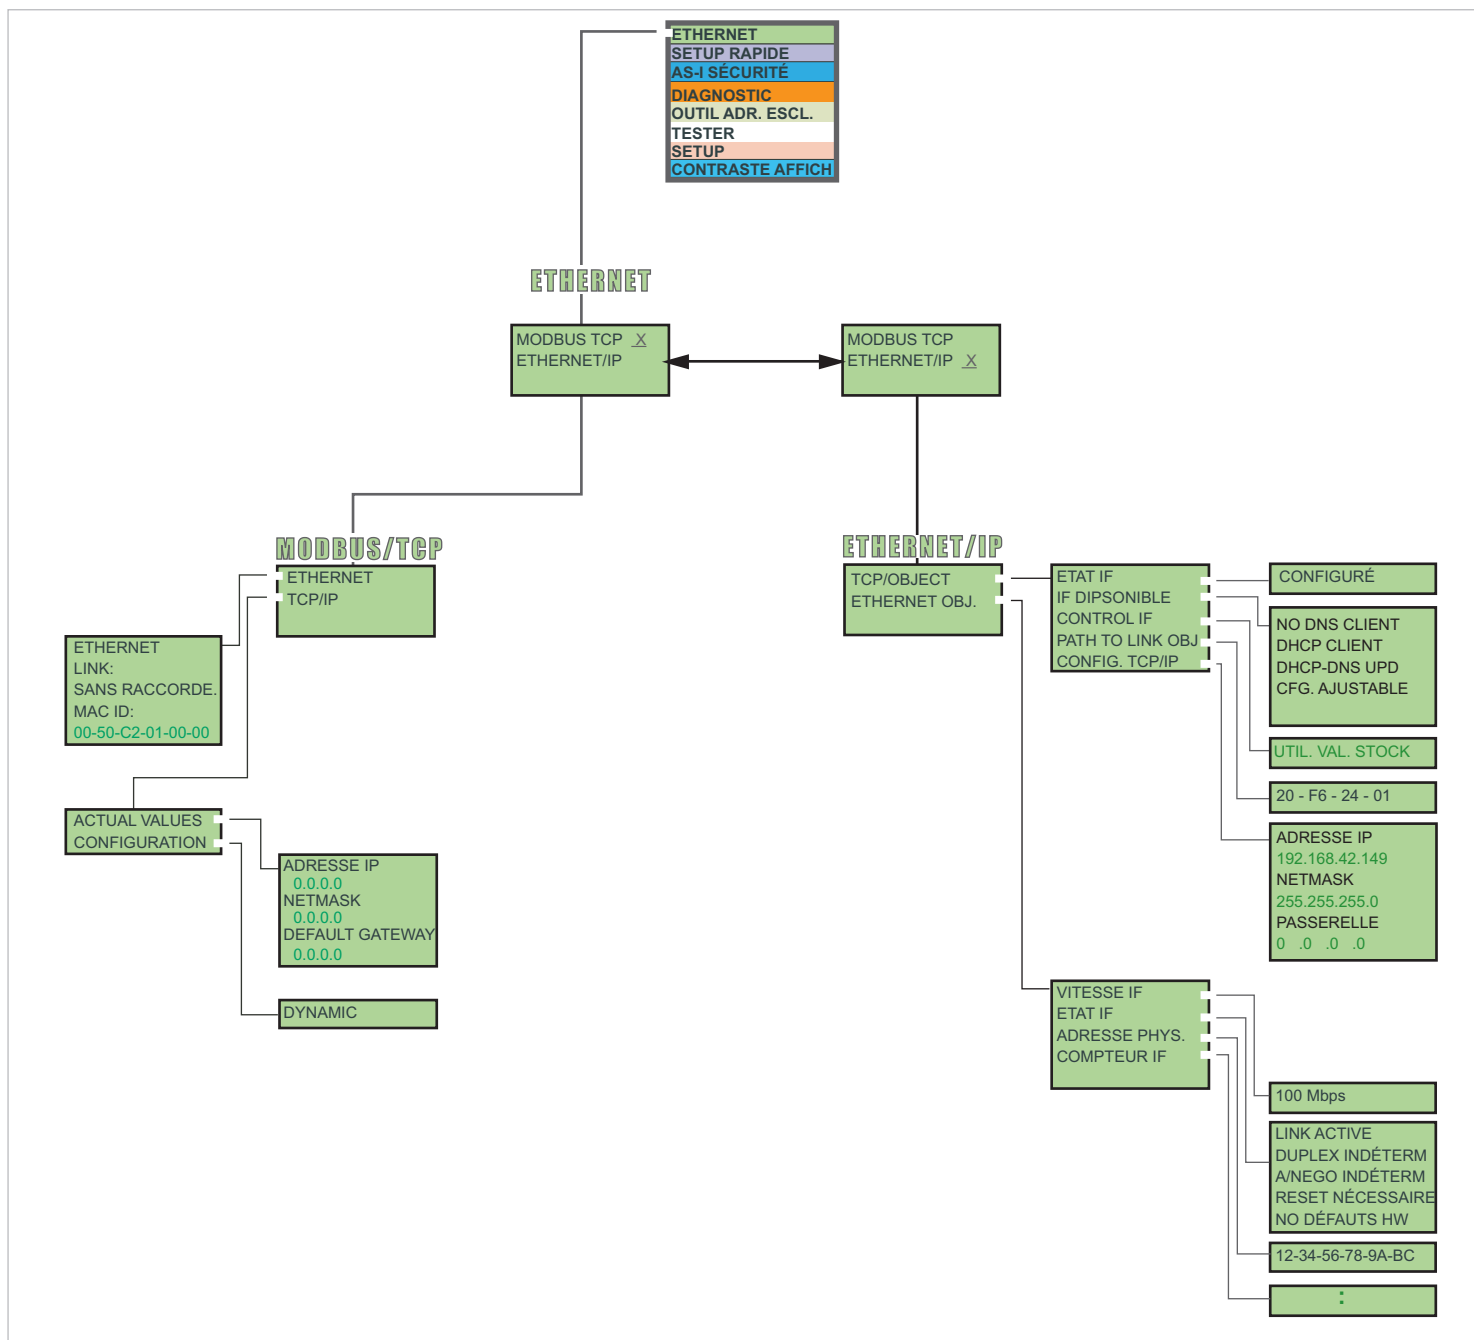 ETHERNET
SETUP RAPIDE
AS-I SÉCURITÉ
DIAGNOSTIC
OUTIL ADR. ESCL.
TESTER
SETUP
CONTRASTE AFFICH
ETHERNET
MODBUS TCP X
ETHERNET/IP
MODBUS TCP
ETHERNET/IP X
MODBUS/TCP
ETHERNET
TCP/IP
ETHERNET
LINK:
SANS RACCORDE.
MAC ID:
00-50-C2-01-00-00
ACTUAL VALUES
CONFIGURATION
ADRESSE IP
0.0.0.0
NETMASK
0.0.0.0
DEFAULT GATEWAY
0.0.0.0
DYNAMIC
ETHERNET/IP
TCP/OBJECT
ETHERNET OBJ.
ETAT IF
IF DIPSONIBLE
CONTROL IF
PATH TO LINK OBJ
CONFIG. TCP/IP
CONFIGURÉ
NO DNS CLIENT
DHCP CLIENT
DHCP-DNS UPD
CFG. AJUSTABLE
UTIL. VAL. STOCK
20 - F6 - 24 - 01
ADRESSE IP
192.168.42.149
NETMASK
255.255.255.0
PASSERELLE
0 .0 .0 .0
VITESSE IF
ETAT IF
ADRESSE PHYS.
COMPTEUR IF
100 Mbps
LINK ACTIVE
DUPLEX INDÉTERM
A/NEGO INDÉTERM
RESET NÉCESSAIRE
NO DÉFAUTS HW
12-34-56-78-9A-BC
: